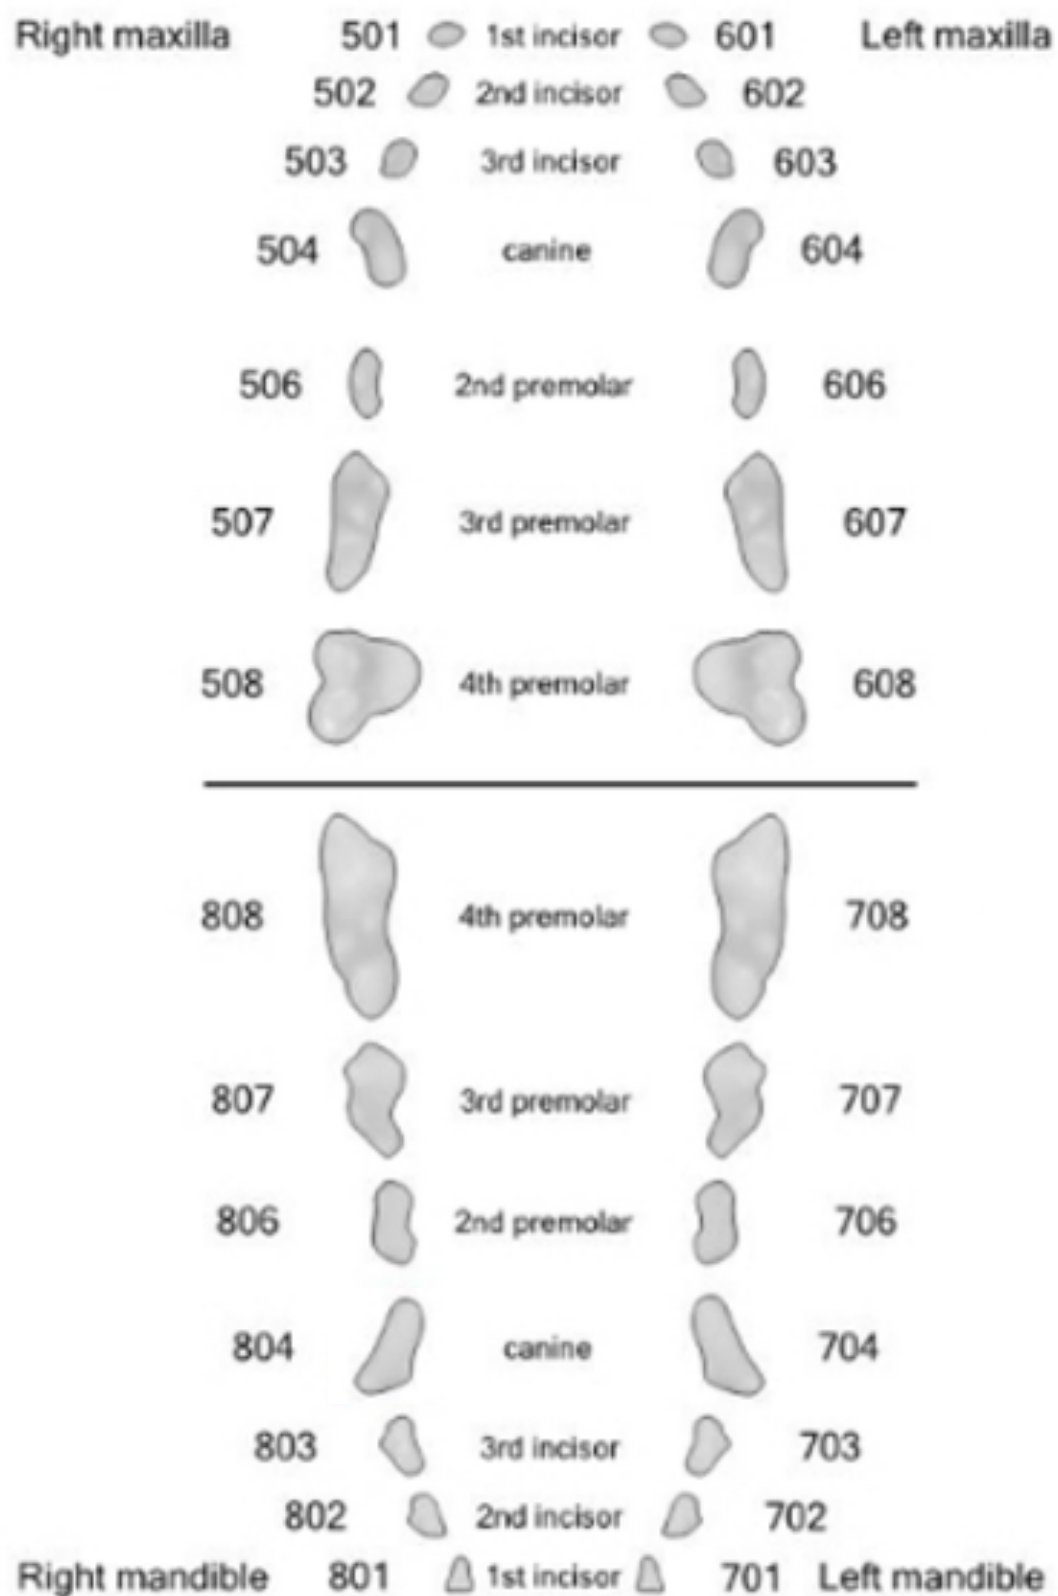 Right maxilla 501 1st incisor 601 Left maxilla
502 2nd incisor 602
503 3rd incisor 603
504 canine 604
506 2nd premolar 606
507 3rd premolar 607
508 4th premolar 608
808 4th premolar 708
807 3rd premolar 707
806 2nd premolar 706
804 canine 704
803 3rd incisor 703
802 2nd incisor 702
Right mandible 801 1st incisor 701 Left mandible